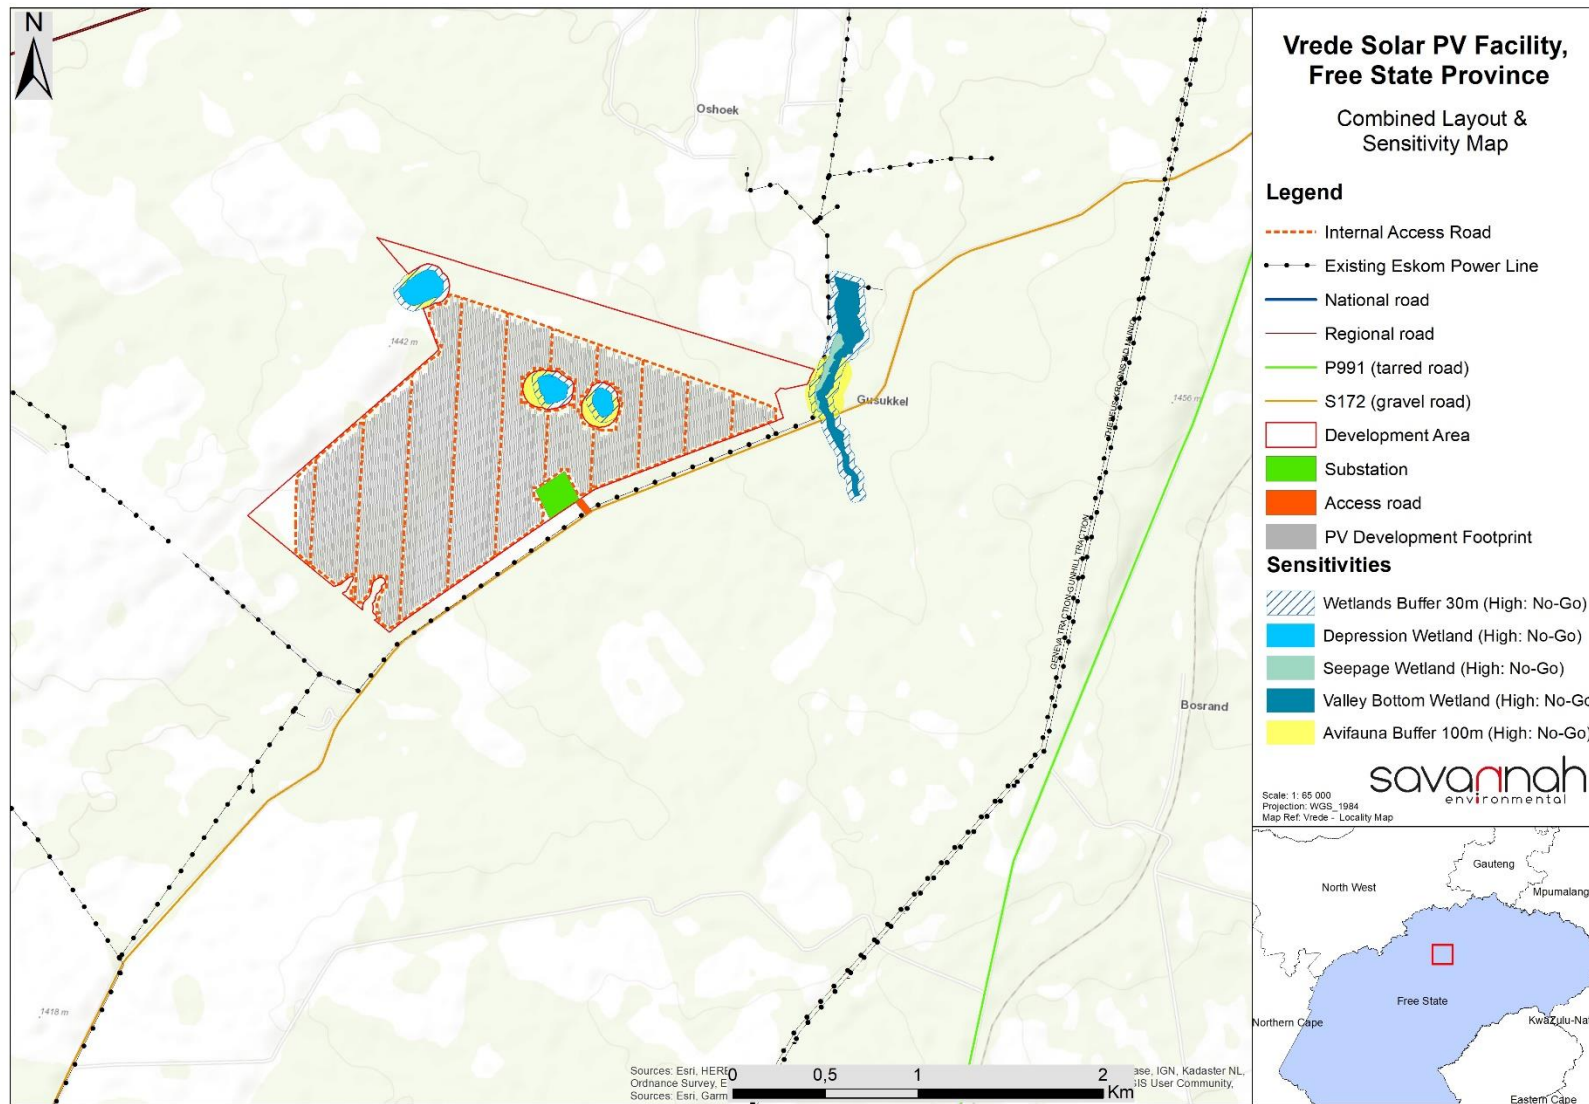 N
Oshoek
1442 m
Gusukkel
1456 m
GENEVA TRACTION-GUNHILL TRACTION
Bosrand
1418 m
Sources: Esri, HERE
Ordnance Survey, E
Sources: Esri, Garm
ase, IGN, Kadaster NL,
GIS User Community,
0 0,5 1 2
Km
Vrede Solar PV Facility,
Free State Province
Combined Layout &
Sensitivity Map
Legend
Internal Access Road
Existing Eskom Power Line
National road
Regional road
P991 (tarred road)
S172 (gravel road)
Development Area
Substation
Access road
PV Development Footprint
Sensitivities
Wetlands Buffer 30m (High: No-Go)
Depression Wetland (High: No-Go)
Seepage Wetland (High: No-Go)
Valley Bottom Wetland (High: No-Go
Avifauna Buffer 100m (High: No-Go)
savannah
environmental
Scale: 1: 65 000
Projection: WGS_1984
Map Ref: Vrede - Locality Map
Gauteng
North West
Mpumalang
Free State
Northern Cape
KwaZulu-Nat
Eastern Cape